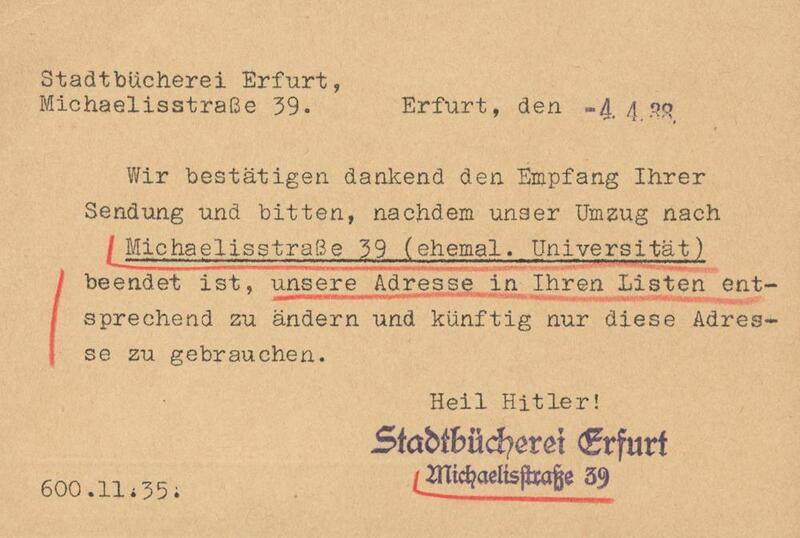 Stadtbücherei Erfurt,
Michaelisstraße 39.
Erfurt, den -4. 4. 38.
Wir bestätigen dankend den Empfang Ihrer
Sendung und bitten, nachdem unser Umzug nach
Michaelisstraße 39 (ehemal. Universität)
beendet ist, unsere Adresse in Ihren Listen ent-
sprechend zu ändern und künftig nur diese Adres-
se zu gebrauchen.
Heil Hitler!
Stadtbücherei Erfurt
Michaelisstraße 39
600.11.35.